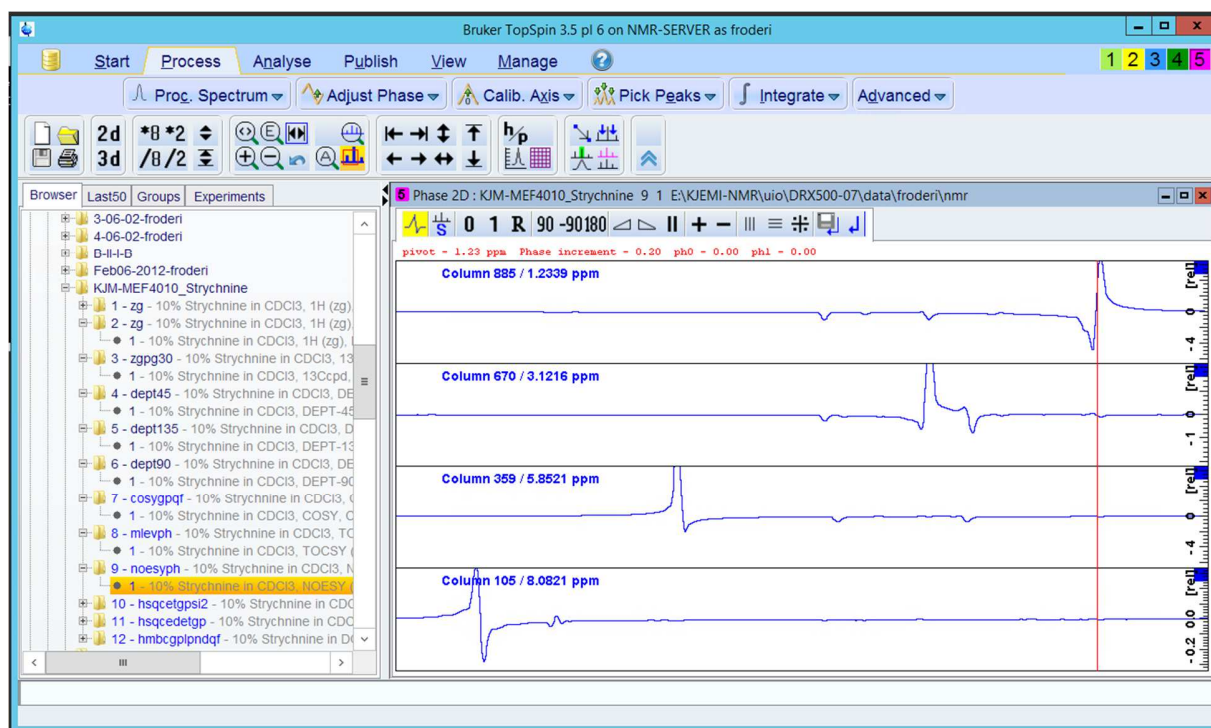 Bruker TopSpin 3.5 pl 6 on NMR-SERVER as froderi
Start Process Analyse Publish View Manage ? 1 2 3 4 5
Proc. Spectrum Adjust Phase Calib. Axis Pick Peaks Integrate Advanced
2d *8 *2 E h/p
3d /8 /2 A
Browser Last50 Groups Experiments
3-06-02-froderi
4-06-02-froderi
B-II-I-B
Feb06-2012-froderi
KJM-MEF4010_Strychnine
1 - zg - 10% Strychnine in CDCl3, 1H (zg),
2 - zg - 10% Strychnine in CDCl3, 1H (zg),
1 - 10% Strychnine in CDCl3, 1H (zg),
3 - zgpg30 - 10% Strychnine in CDCl3, 13
1 - 10% Strychnine in CDCl3, 13Ccpd,
4 - dept45 - 10% Strychnine in CDCl3, DE
1 - 10% Strychnine in CDCl3, DEPT-45
5 - dept135 - 10% Strychnine in CDCl3, D
1 - 10% Strychnine in CDCl3, DEPT-13
6 - dept90 - 10% Strychnine in CDCl3, DE
1 - 10% Strychnine in CDCl3, DEPT-90
7 - cosygpqf - 10% Strychnine in CDCl3,
1 - 10% Strychnine in CDCl3, COSY,
8 - mlevph - 10% Strychnine in CDCl3, TO
1 - 10% Strychnine in CDCl3, TOCSY (
9 - noesyph - 10% Strychnine in CDCl3, N
1 - 10% Strychnine in CDCl3, NOESY (
10 - hsqcetgpsi2 - 10% Strychnine in CDC
11 - hsqcedetgp - 10% Strychnine in CDC
12 - hmbcgplpndqf - 10% Strychnine in
5 Phase 2D : KJM-MEF4010_Strychnine 9 1 E:\KJEMI-NMR\uio\DRX500-07\data\froderi\nmr
S 0 1 R 90 -90 180 + -
pivot - 1.23 ppm Phase increment - 0.20 ph0 - 0.00 ph1 - 0.00
Column 885 / 1.2339 ppm
[rel]
0
-4
Column 670 / 3.1216 ppm
[rel]
0
-1
Column 359 / 5.8521 ppm
[rel]
0
-4
Column 105 / 8.0821 ppm
[rel]
0.0
-0.2